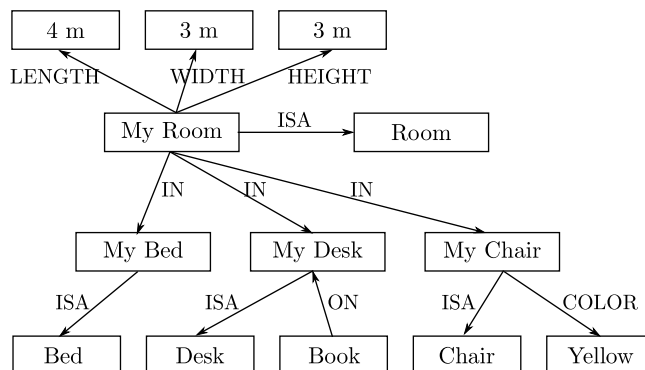 4 m 3 m 3 m
LENGTH WIDTH HEIGHT
My Room ISA Room
IN IN IN
My Bed My Desk My Chair
ISA ISA ON ISA COLOR
Bed Desk Book Chair Yellow